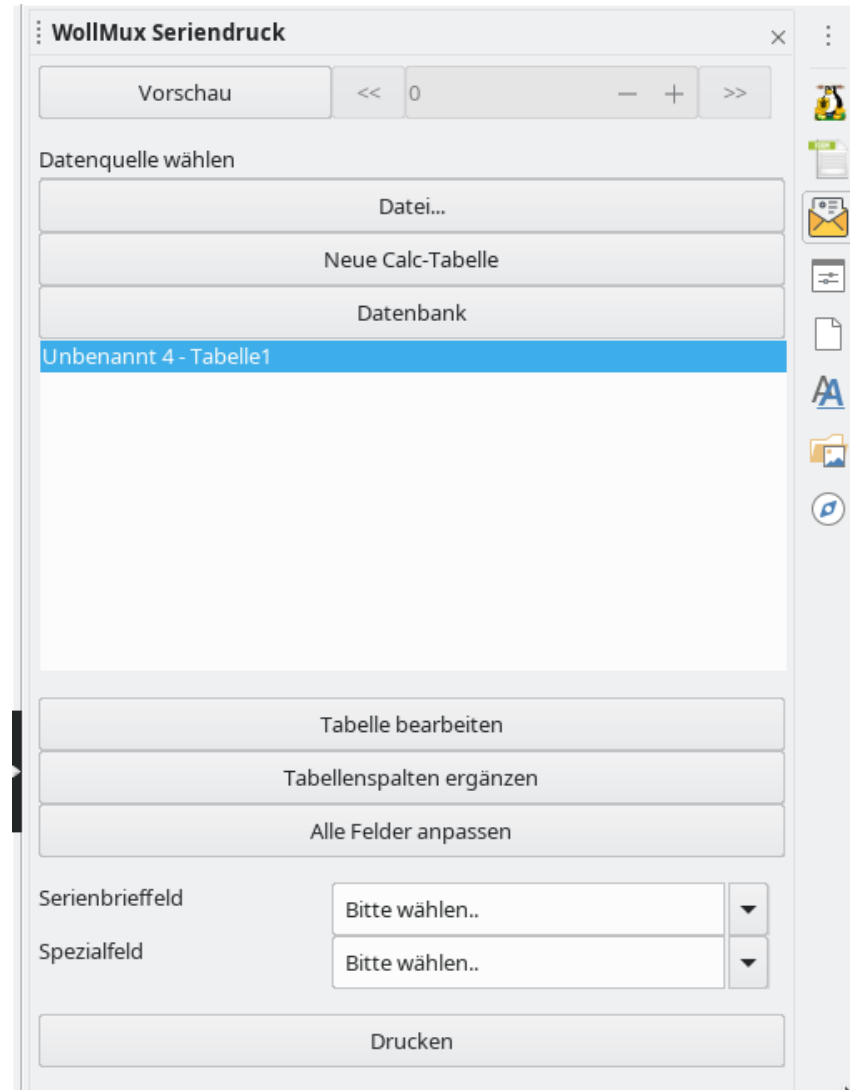 WollMux Seriendruck
Vorschau << 0 >>
Datenquelle wählen
Datei...
Neue Calc-Tabelle
Datenbank
Unbenannt 4 - Tabelle1
Tabelle bearbeiten
Tabellenspalten ergänzen
Alle Felder anpassen
Serienbrieffeld Bitte wählen..
Spezialfeld Bitte wählen..
Drucken